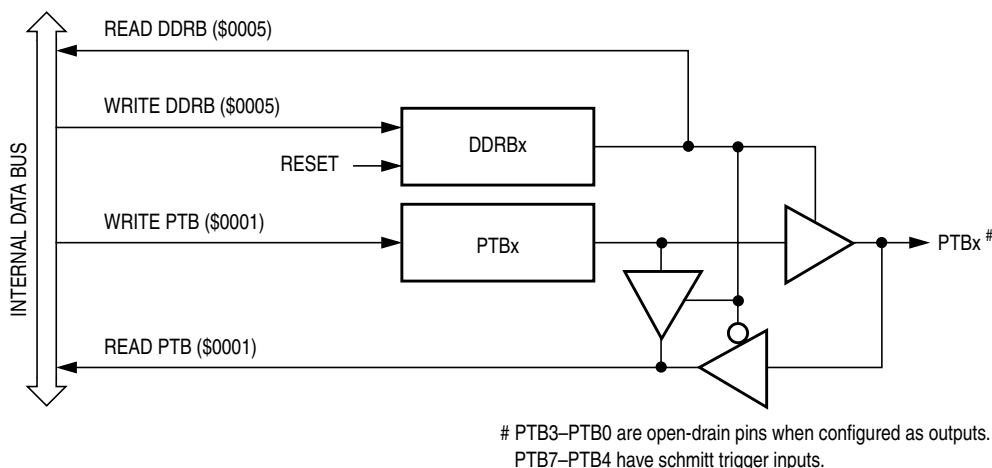 READ DDRB ($0005)
WRITE DDRB ($0005)
DDRBx
RESET
INTERNAL DATA BUS
WRITE PTB ($0001)
PTBx
PTBx #
READ PTB ($0001)
# PTB3–PTB0 are open-drain pins when configured as outputs.
PTB7–PTB4 have schmitt trigger inputs.